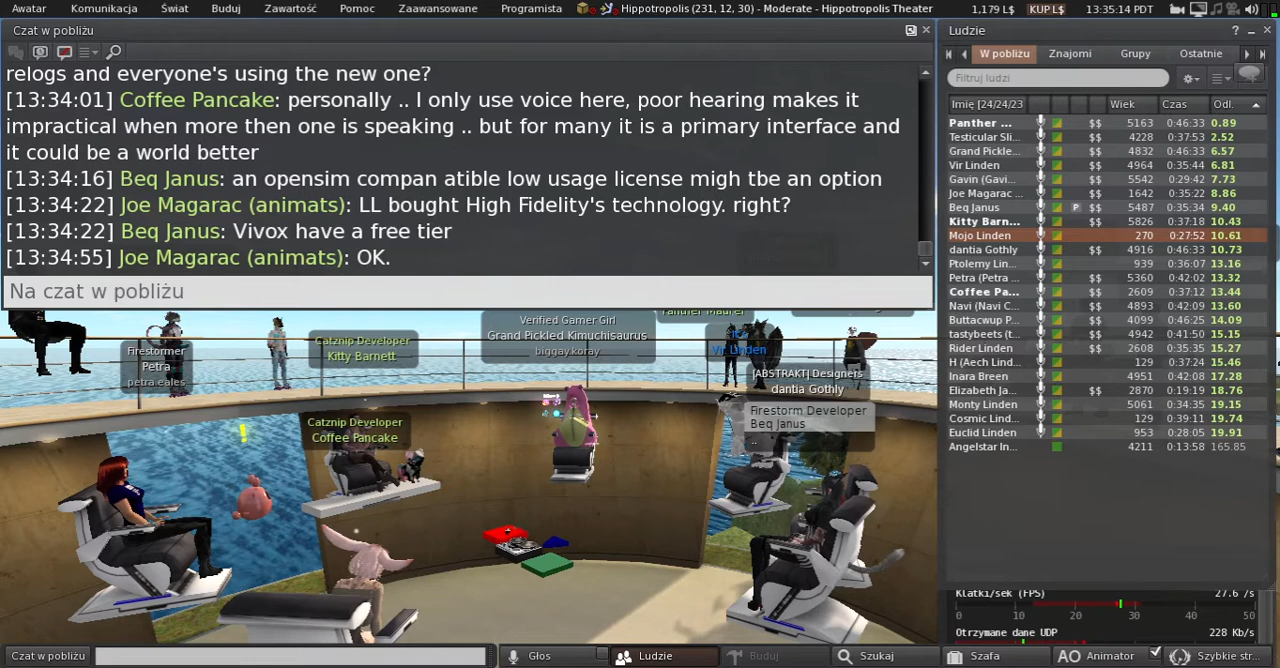 Awatar Komunikacja Świat Buduj Zawartość Pomoc Zaawansowane Programista Hippotropolis (231, 12, 30) - Moderate - Hippotropolis Theater 1,179 L$ KUP L$ 13:35:14 PDT
Czat w pobliżu
relogs and everyone's using the new one?
[13:34:01] Coffee Pancake: personally .. I only use voice here, poor hearing makes it
impractical when more then one is speaking .. but for many it is a primary interface and
it could be a world better
[13:34:16] Beq Janus: an opensim compan atible low usage license migh tbe an option
[13:34:22] Joe Magarac (animats): LL bought High Fidelity's technology. right?
[13:34:22] Beq Janus: Vivox have a free tier
[13:34:55] Joe Magarac (animats): OK.
Na czat w pobliżu
Firestormer
Petra
petra.eales
Catznip Developer
Kitty Barnett
Verified Gamer Girl
Grand Pickled Kimuchisaurus
biggay.koray
Vir Linden
[ABSTRAKT] Designers
dantia Gothly
Firestorm Developer
Beq Janus
Catznip Developer
Coffee Pancake
Ludzie
W pobliżu Znajomi Grupy Ostatnie
Filtruj ludzi
Imię [24/24/23 Wiek Czas Odl.
Panther ... $$ 5163 0:46:33 0.89
Testicular Sli... $$ 4228 0:37:53 2.52
Grand Pickle... $$ 4832 0:46:33 6.57
Vir Linden $$ 4964 0:35:44 6.81
Gavin (Gavi... $$ 5542 0:29:42 7.73
Joe Magarac ... $$ 1642 0:35:22 8.86
Beq Janus P $$ 5487 0:35:34 9.40
Kitty Barn... $$ 5826 0:37:18 10.43
Mojo Linden 270 0:27:52 10.61
dantia Gothly $$ 4916 0:46:33 10.73
Ptolemy Lin... 939 0:36:07 13.16
Petra (Petra ... $$ 5360 0:42:02 13.32
Coffee Pa... $$ 2609 0:37:12 13.44
Navi (Navi C... $$ 4893 0:42:09 13.60
Buttacwup P... $$ 4099 0:46:25 14.09
tastybeets (t... $$ 4942 0:41:50 15.15
Rider Linden $$ 2608 0:35:35 15.27
H (Aech Lind... 129 0:37:24 15.46
Inara Breen 4951 0:42:08 17.28
Elizabeth Ja... $$ 2870 0:19:19 18.76
Monty Linden 5061 0:34:35 19.15
Cosmic Lind... 129 0:39:11 19.74
Euclid Linden 953 0:28:05 19.91
Angelstar In... 4211 0:13:58 165.85
Klatki/sek (FPS) 27.6 /s
0 10 20 30 40 50
Otrzymane dane UDP 228 Kb/s
Czat w pobliżu Głos Ludzie Buduj Szukaj Szafa AO Animator Szybkie str...